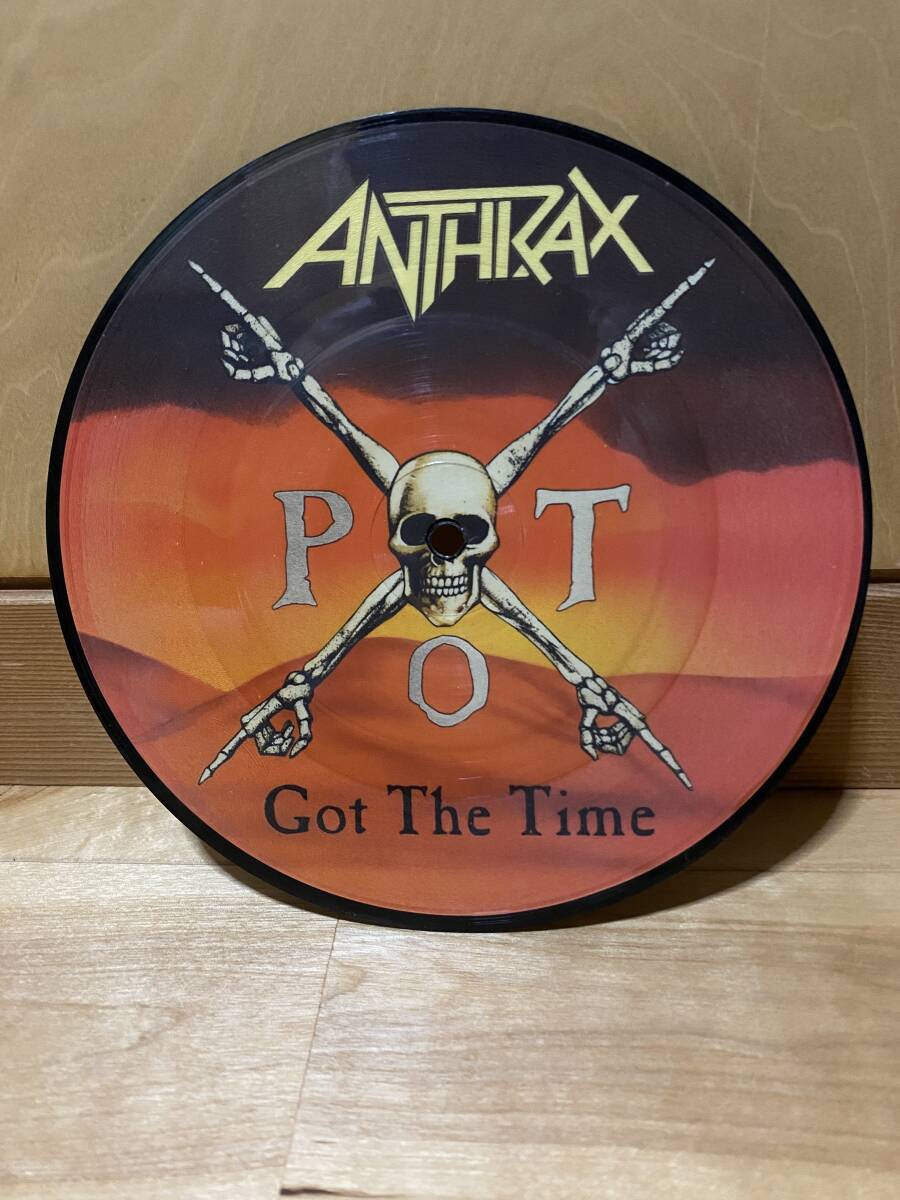 ANTHRAX
P T
O
Got The Time